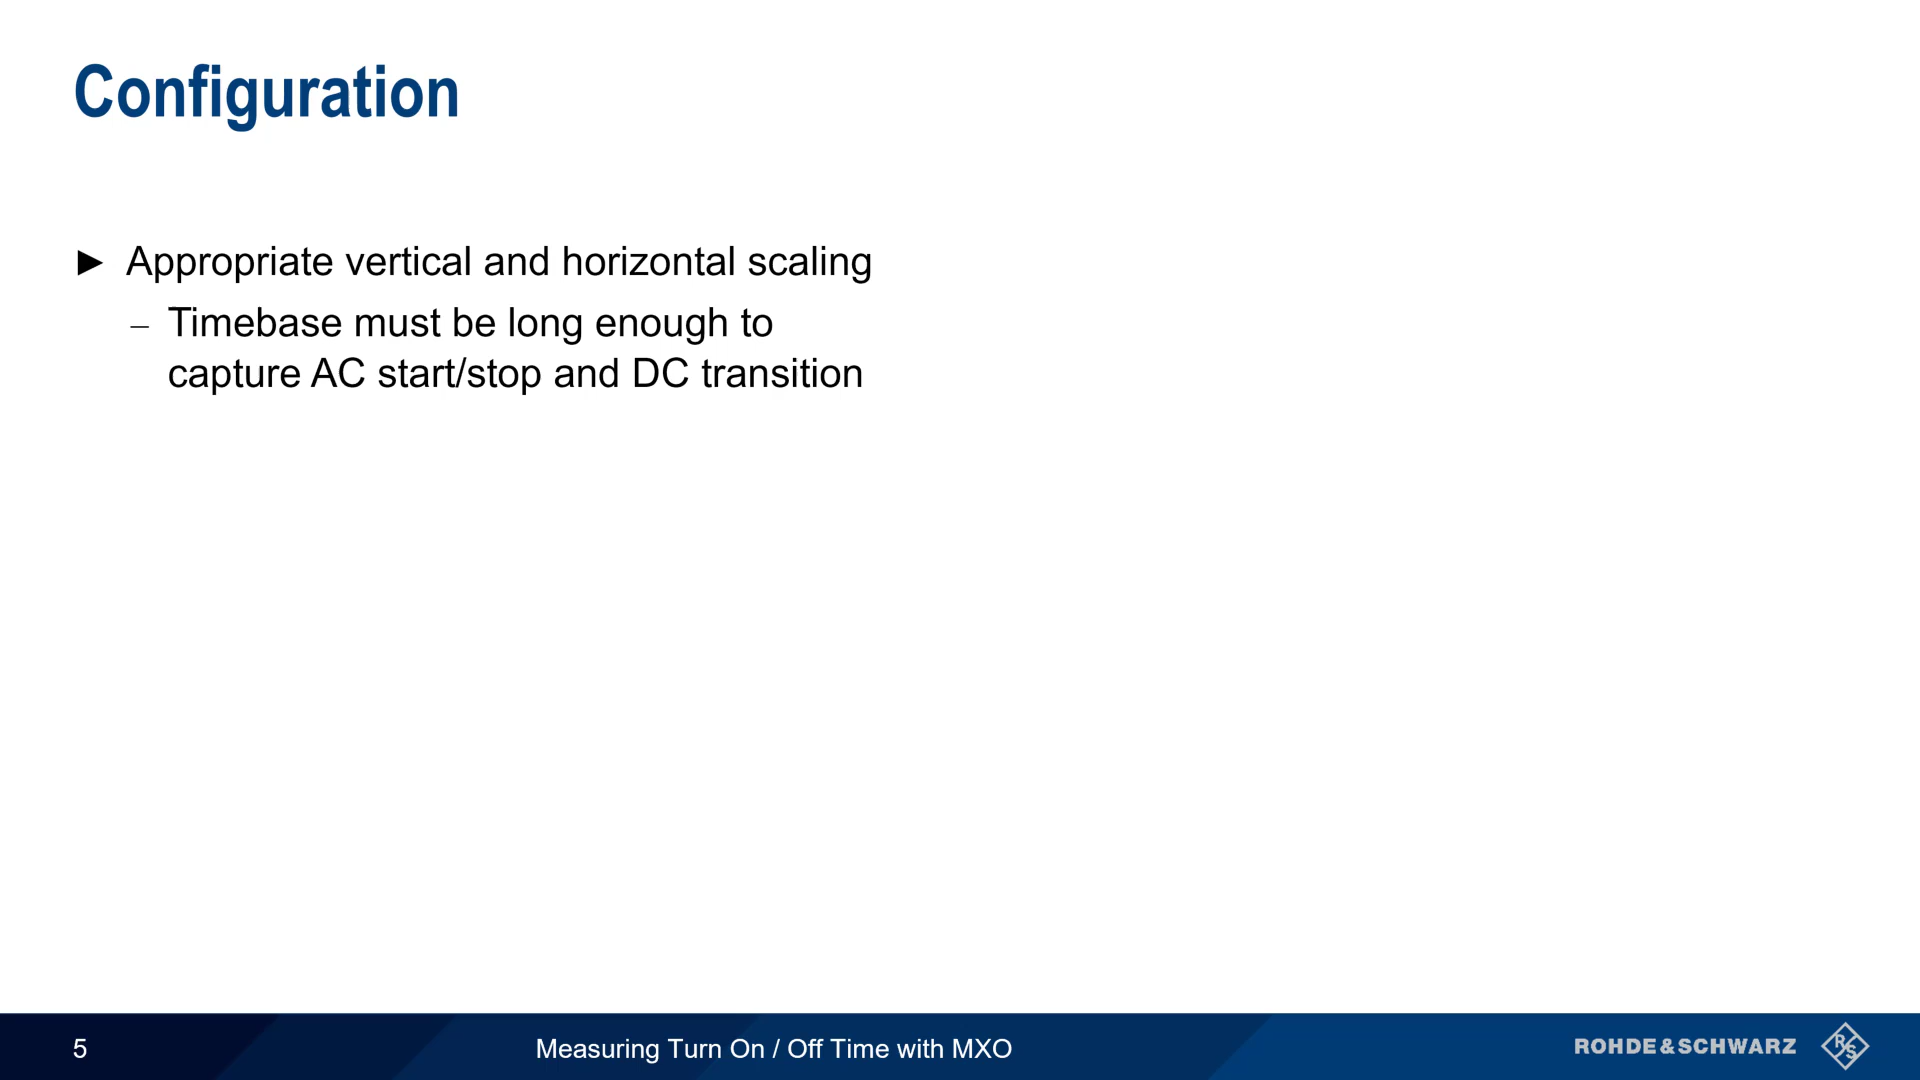 Configuration
► Appropriate vertical and horizontal scaling
– Timebase must be long enough to
capture AC start/stop and DC transition
5
Measuring Turn On / Off Time with MXO
ROHDE&SCHWARZ
R
S